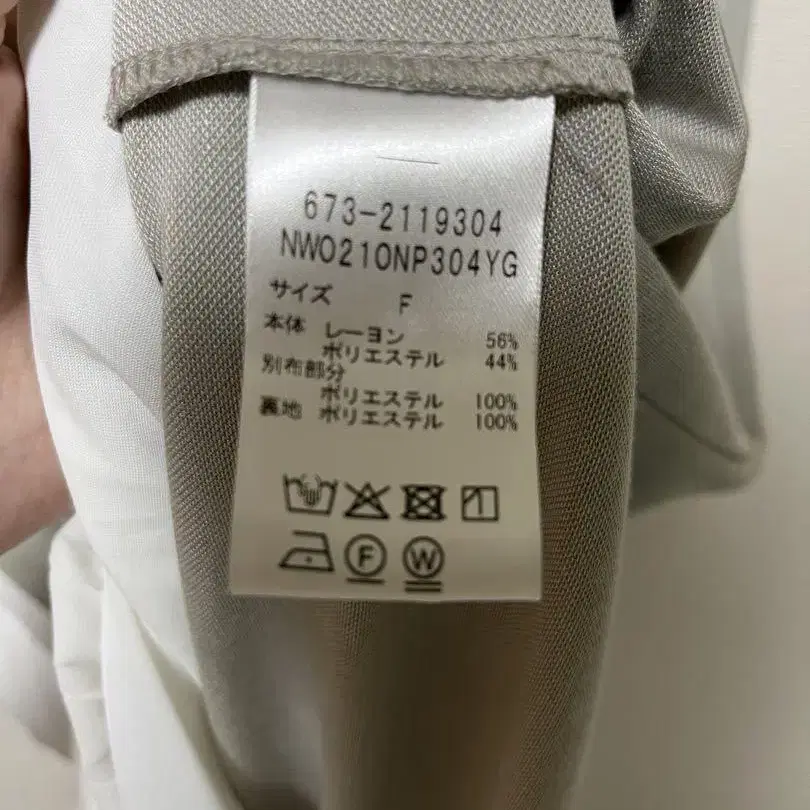 673-2119304
NWO210NP304YG
サイズ F
本体 レーヨン 56%
ポリエステル 44%
別布部分
ポリエステル 100%
裏地 ポリエステル 100%
F W